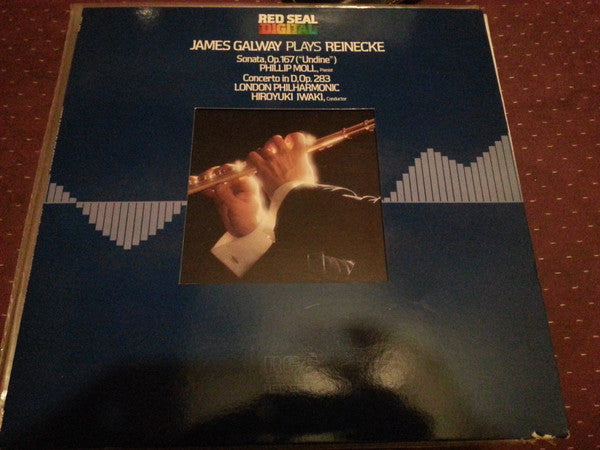 RED SEAL
DIGITAL
JAMES GALWAY PLAYS REINECKE
Sonata, Op.167 ("Undine")
PHILLIP MOLL, Pianist
Concerto in D, Op. 283
LONDON PHILHARMONIC
HIROYUKI IWAKI, Conductor